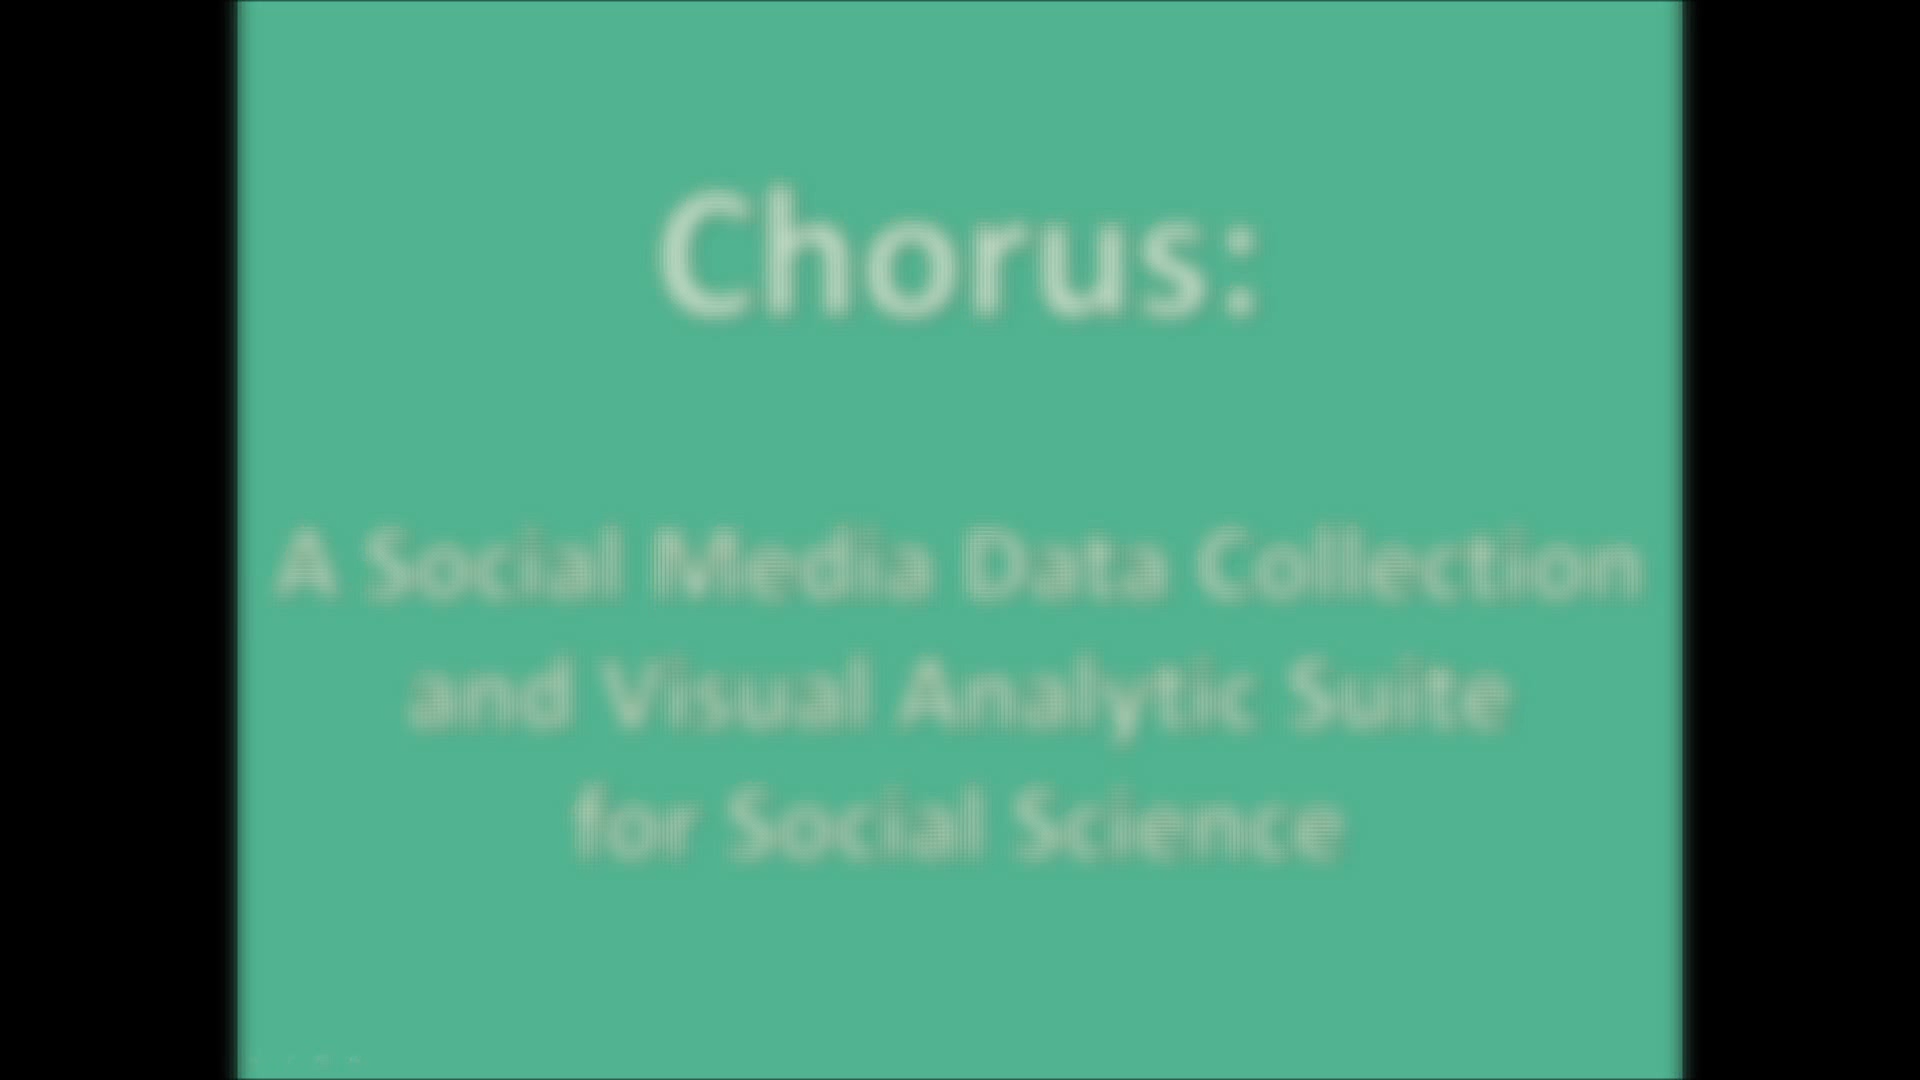 Chorus:
A Social Media Data Collection
and Visual Analytic Suite
for Social Science